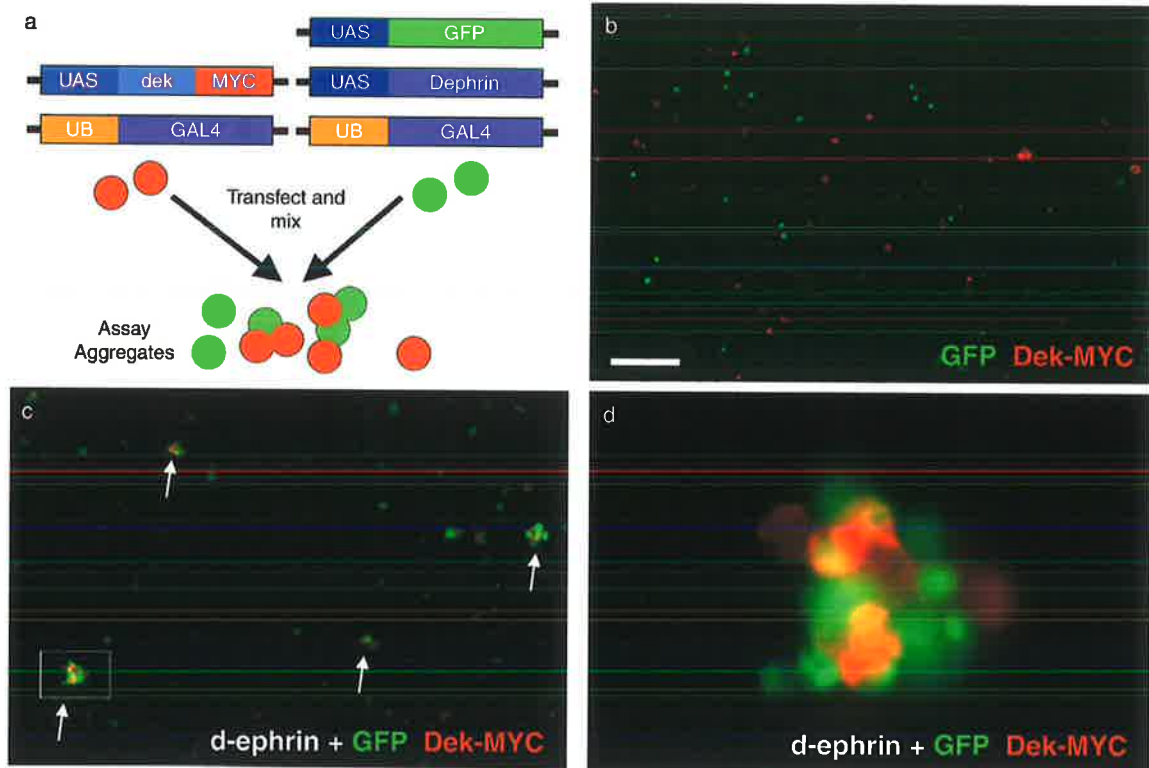 a
UAS GFP
UAS dek MYC UAS Dephrin
UB GAL4 UB GAL4
Transfect and
mix
Assay
Aggregates
b
GFP Dek-MYC
c
d-ephrin + GFP Dek-MYC
d
d-ephrin + GFP Dek-MYC